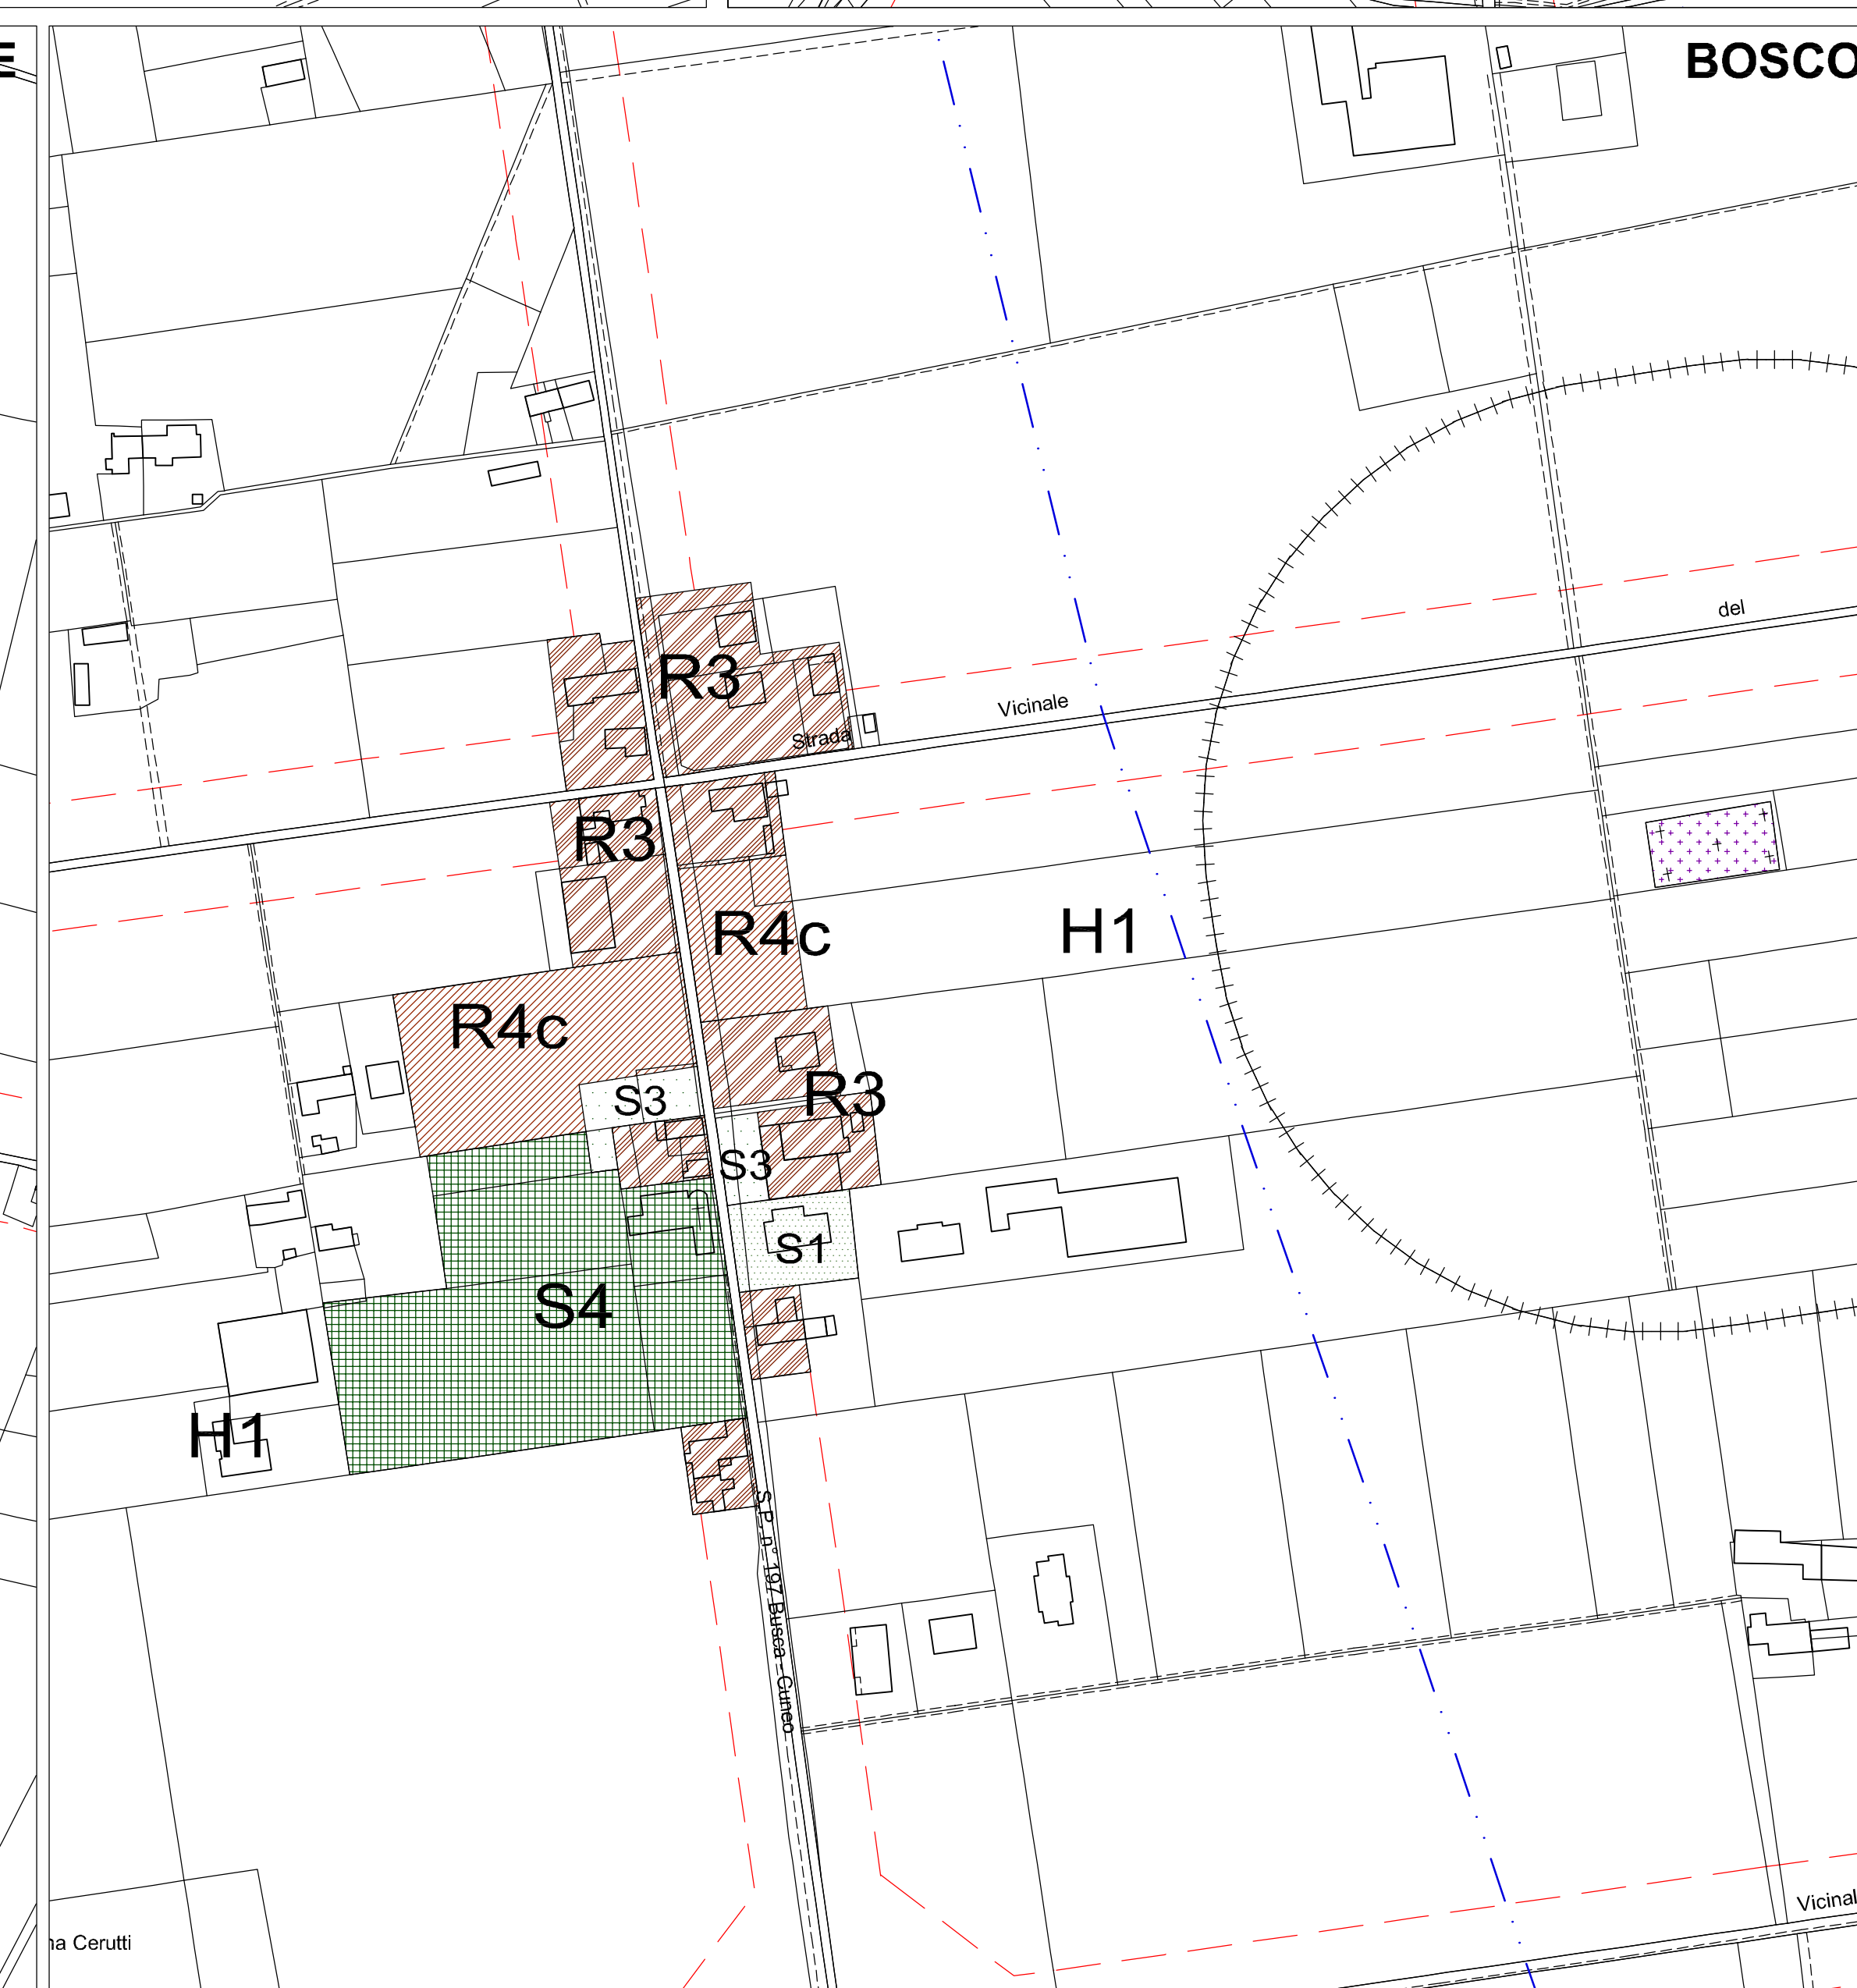 E
BOSCO
del
R3
Vicinale
Strada
R3
R4c
H1
R4c
S3
R3
S3
S1
S4
H1
S.P. n° 197 Busca - Cuneo
Vicinal
na Cerutti